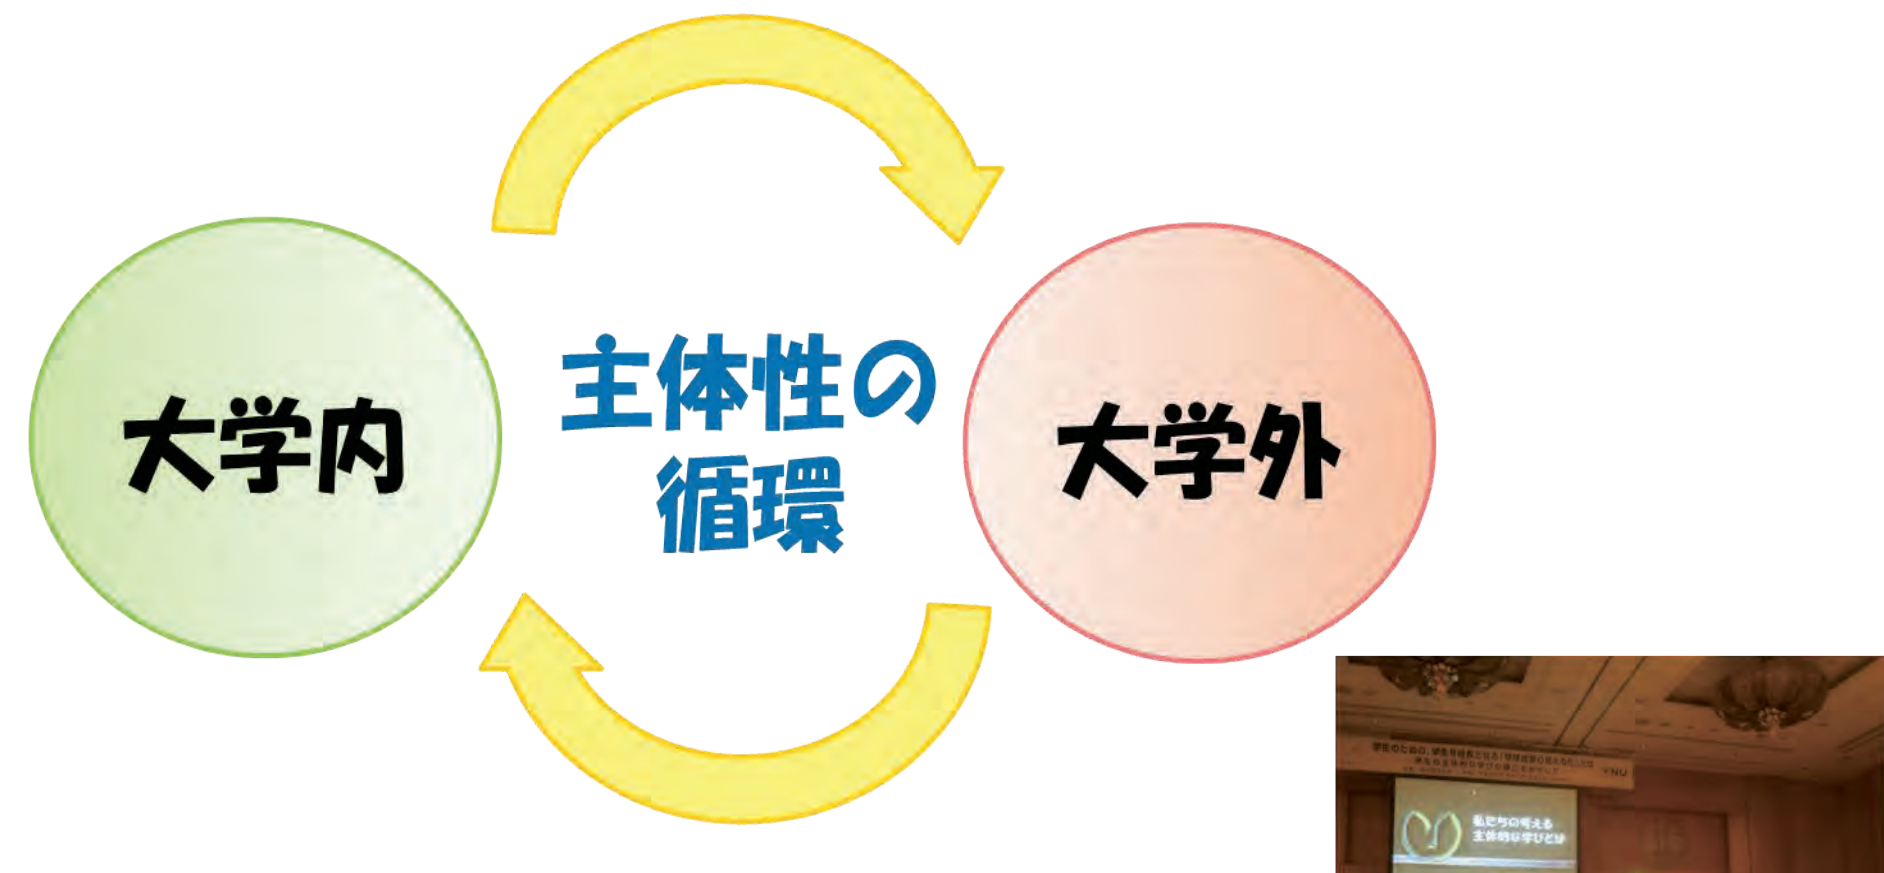 大学内
主体性の
循環
大学外
私たちの考える
主体的な学びとは